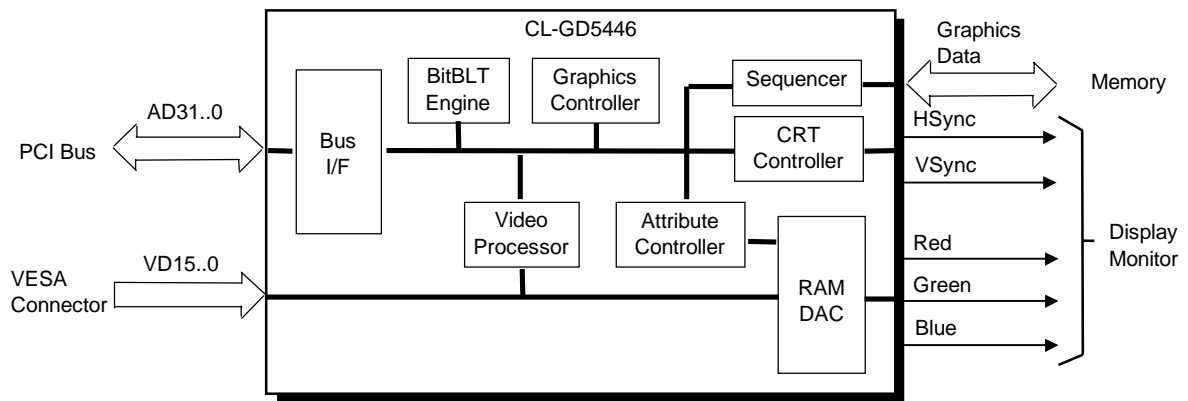 CL-GD5446
Graphics
Data
BitBLT
Engine
Graphics
Controller
Sequencer
Memory
AD31..0
HSync
PCI Bus
Bus
I/F
CRT
Controller
VSync
Video
Processor
Attribute
Controller
Red
Display
Monitor
VD15..0
VESA
Connector
RAM
DAC
Green
Blue